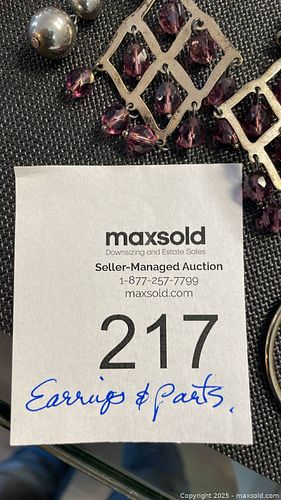 maxsold
Downsizing and Estate Sales
Seller-Managed Auction
1-877-257-7799
maxsold.com
217
Earrings & Parts.
Copyright 2025 - maxsold.com